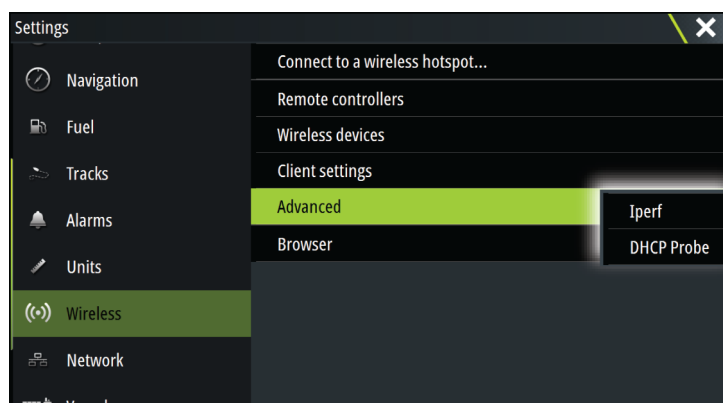 Settings
Navigation
Fuel
Tracks
Alarms
Units
Wireless
Network
Connect to a wireless hotspot...
Remote controllers
Wireless devices
Client settings
Advanced
Browser
Iperf
DHCP Probe